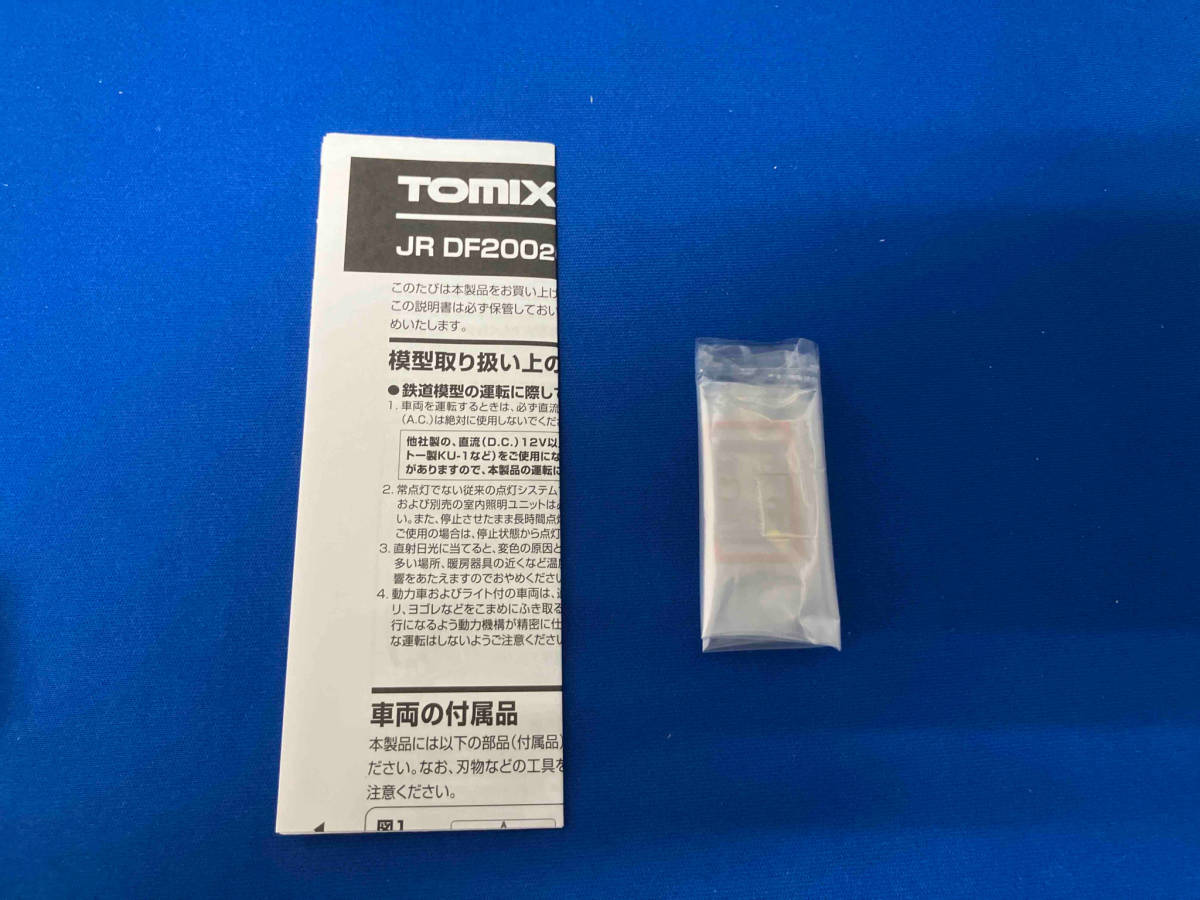 TOMIX
JR DF2002
このたびは本製品をお買い上げ
この説明書は必ず保管しておい
めいたします。
模型取り扱い上の
●鉄道模型の運転に際して
1. 車両を運転するときは、必ず直流
(A.C.)は絶対に使用しないでくだ
他社製の、直流(D.C.)12V以
トー製KU-1など)をご使用にな
がありますので、本製品の運転に
2. 常点灯でない従来の点灯システム
および別売の室内照明ユニットは
い。また、停止させたまま長時間点
ご使用の場合は、停止状態から点灯
3. 直射日光に当てると、変色の原因と
多い場所、暖房器具の近くなど温
響をあたえますのでおやめくださ
4. 動力車およびライト付の車両は、
リ、ヨゴレなどをこまめにふき取る
行になるよう動力機構が精密に仕
な運転はしないようご注意くださ
車両の付属品
本製品には以下の部品(付属品)
ださい。なお、刃物などの工具を
注意ください。
図1